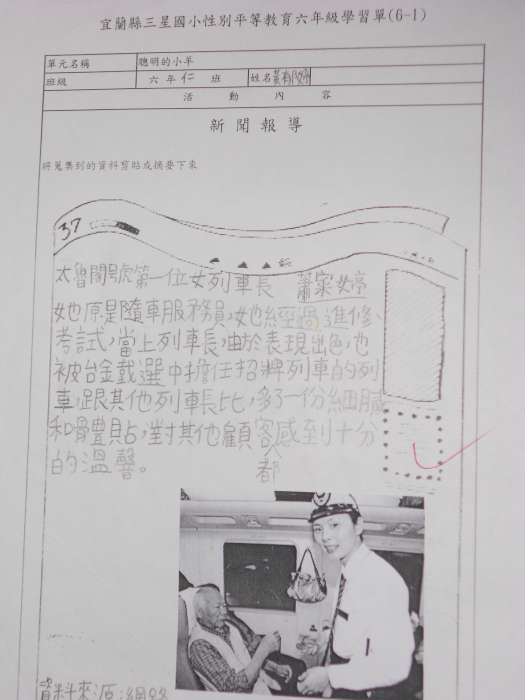 宜蘭縣三星國小性別平等教育六年級學習單(6-1)
單元名稱 聰明的小羊
班級 六年仁班 姓名
活動內容
新聞報導
將蒐集到的資料剪貼或摘要下來
37
太魯閣號第一位女列車長 蕭寀婷
她原是隨車服務員,她經過進修、
考試,當上列車長,由於表現出色,也
被台鐵選中擔任招牌列車的列
車,跟其他列車長比,多了一份細膩
和體貼,對其他顧客感到十分
都
的溫馨。
資料來源:網路